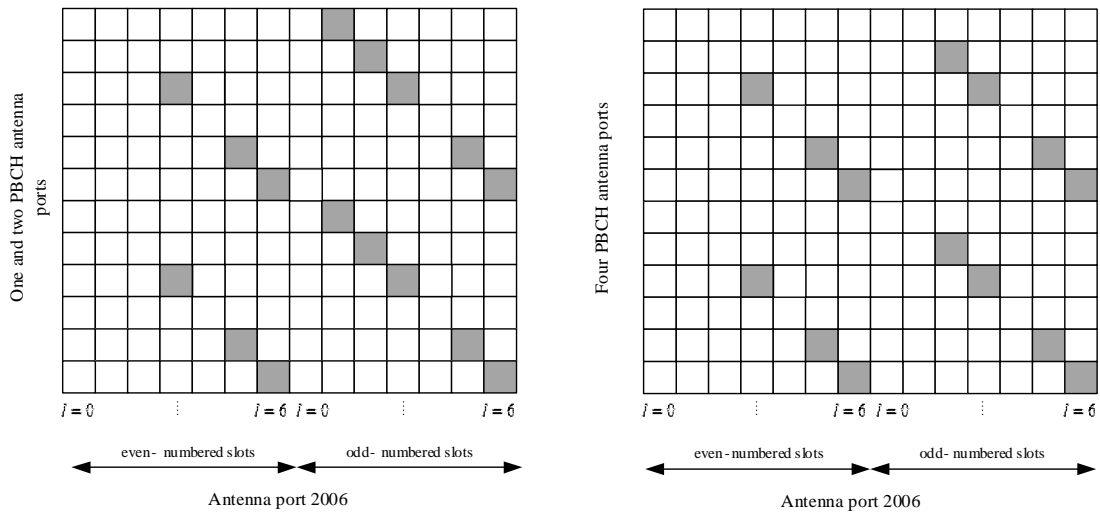 One and two PBCH antenna
ports
l = 0
⋮
l = 6
l = 0
⋮
l = 6
even- numbered slots
odd- numbered slots
Antenna port 2006
Four PBCH antenna ports
l = 0
⋮
l = 6
l = 0
⋮
l = 6
even-numbered slots
odd-numbered slots
Antenna port 2006